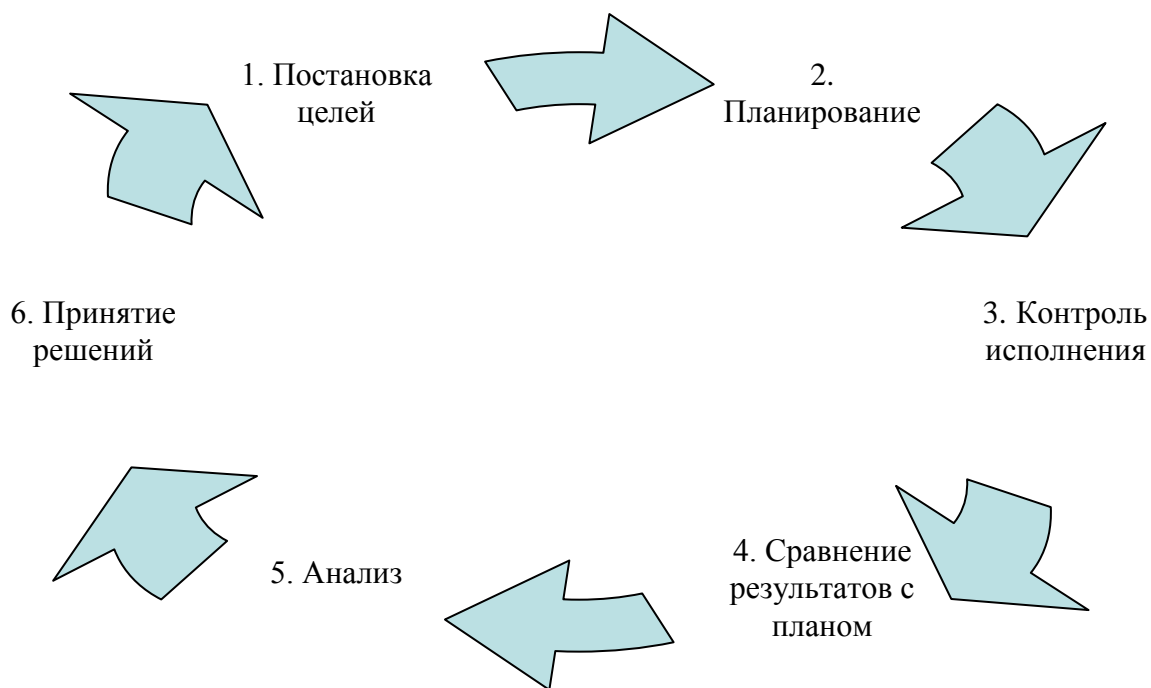 1. Постановка
целей
2.
Планирование
3. Контроль
исполнения
4. Сравнение
результатов с
планом
5. Анализ
6. Принятие
решений